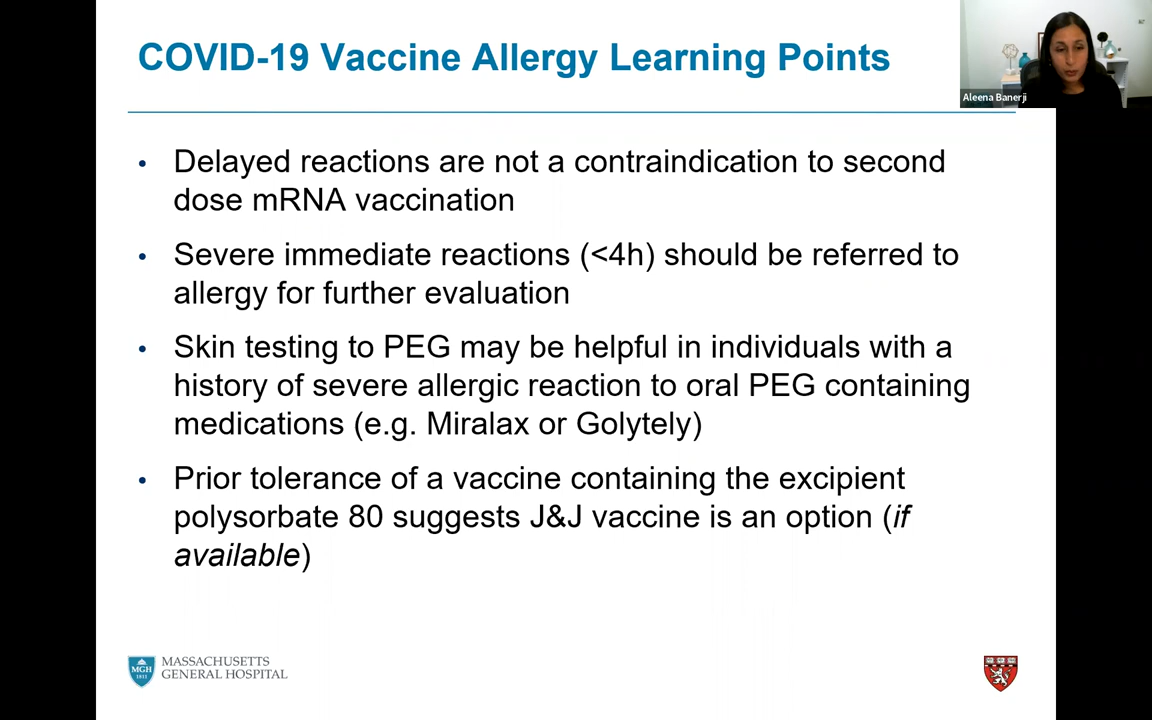 COVID-19 Vaccine Allergy Learning Points
Aleena Banerji
• Delayed reactions are not a contraindication to second
dose mRNA vaccination
• Severe immediate reactions (<4h) should be referred to
allergy for further evaluation
• Skin testing to PEG may be helpful in individuals with a
history of severe allergic reaction to oral PEG containing
medications (e.g. Miralax or Golytely)
• Prior tolerance of a vaccine containing the excipient
polysorbate 80 suggests J&J vaccine is an option (if
available)
MGH
1811
MASSACHUSETTS
GENERAL HOSPITAL